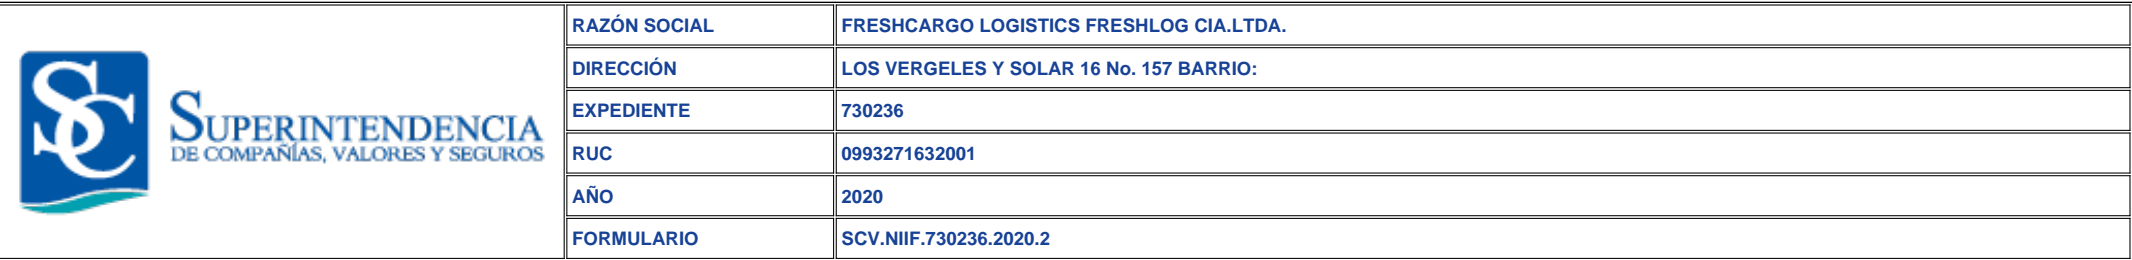 SC
SUPERINTENDENCIA
DE COMPAÑÍAS, VALORES Y SEGUROS
RAZÓN SOCIAL FRESHCARGO LOGISTICS FRESHLOG CIA.LTDA.
DIRECCIÓN LOS VERGELES Y SOLAR 16 No. 157 BARRIO:
EXPEDIENTE 730236
RUC 0993271632001
AÑO 2020
FORMULARIO SCV.NIIF.730236.2020.2